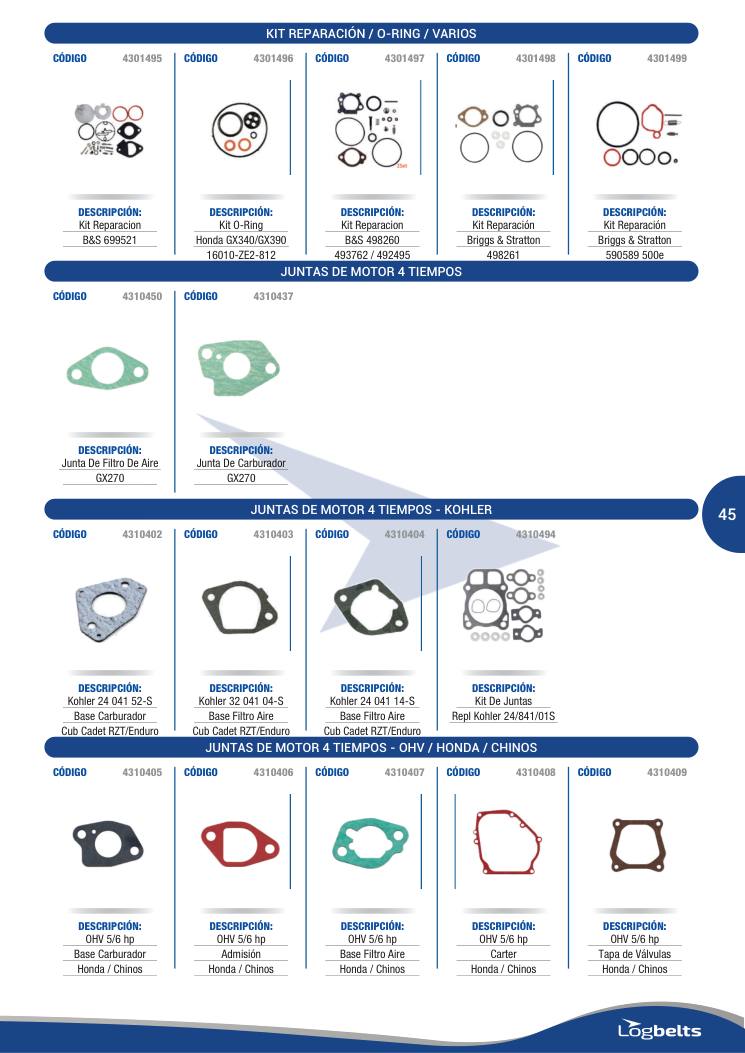 KIT REPARACIÓN / O-RING / VARIOS
CÓDIGO 4301495
CÓDIGO 4301496
CÓDIGO 4301497
CÓDIGO 4301498
CÓDIGO 4301499
25et
DESCRIPCIÓN:
Kit Reparacion
B&S 699521
DESCRIPCIÓN:
Kit O-Ring
Honda GX340/GX390
16010-ZE2-812
DESCRIPCIÓN:
Kit Reparacion
B&S 498260
493762 / 492495
DESCRIPCIÓN:
Kit Reparación
Briggs & Stratton
498261
DESCRIPCIÓN:
Kit Reparación
Briggs & Stratton
590589 500e
JUNTAS DE MOTOR 4 TIEMPOS
CÓDIGO 4310450
CÓDIGO 4310437
DESCRIPCIÓN:
Junta De Filtro De Aire
GX270
DESCRIPCIÓN:
Junta De Carburador
GX270
JUNTAS DE MOTOR 4 TIEMPOS - KOHLER
45
CÓDIGO 4310402
CÓDIGO 4310403
CÓDIGO 4310404
CÓDIGO 4310494
DESCRIPCIÓN:
Kohler 24 041 52-S
Base Carburador
Cub Cadet RZT/Enduro
DESCRIPCIÓN:
Kohler 32 041 04-S
Base Filtro Aire
Cub Cadet RZT/Enduro
DESCRIPCIÓN:
Kohler 24 041 14-S
Base Filtro Aire
Cub Cadet RZT/Enduro
DESCRIPCIÓN:
Kit De Juntas
Repl Kohler 24/841/01S
JUNTAS DE MOTOR 4 TIEMPOS - OHV / HONDA / CHINOS
CÓDIGO 4310405
CÓDIGO 4310406
CÓDIGO 4310407
CÓDIGO 4310408
CÓDIGO 4310409
DESCRIPCIÓN:
OHV 5/6 hp
Base Carburador
Honda / Chinos
DESCRIPCIÓN:
OHV 5/6 hp
Admisión
Honda / Chinos
DESCRIPCIÓN:
OHV 5/6 hp
Base Filtro Aire
Honda / Chinos
DESCRIPCIÓN:
OHV 5/6 hp
Carter
Honda / Chinos
DESCRIPCIÓN:
OHV 5/6 hp
Tapa de Válvulas
Honda / Chinos
Logbelts